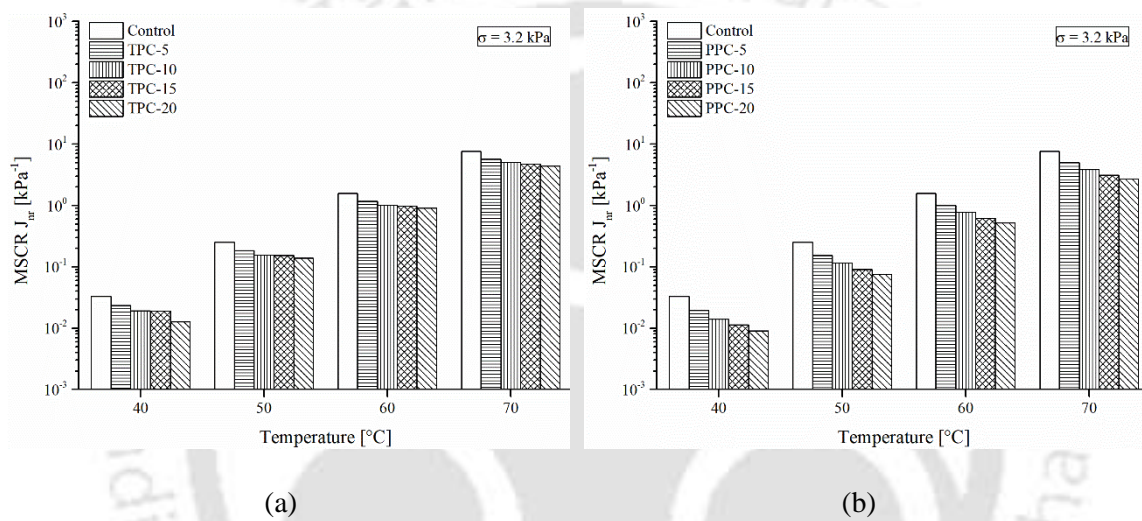 10³
10²
10¹
10⁰
10⁻¹
10⁻²
10⁻³
MSCR Jₙᵣ [kPa⁻¹]
Control
TPC-5
TPC-10
TPC-15
TPC-20
σ = 3.2 kPa
40 50 60 70
Temperature [°C]
(a)
10³
10²
10¹
10⁰
10⁻¹
10⁻²
10⁻³
MSCR Jₙᵣ [kPa⁻¹]
Control
PPC-5
PPC-10
PPC-15
PPC-20
σ = 3.2 kPa
40 50 60 70
Temperature [°C]
(b)